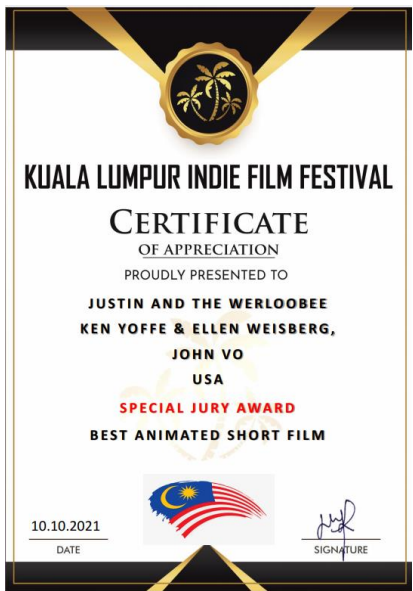 KUALA LUMPUR INDIE FILM FESTIVAL
CERTIFICATE
OF APPRECIATION
PROUDLY PRESENTED TO
JUSTIN AND THE WERLOOBEE
KEN YOFFE & ELLEN WEISBERG,
JOHN VO
USA
SPECIAL JURY AWARD
BEST ANIMATED SHORT FILM
10.10.2021
DATE
SIGNATURE